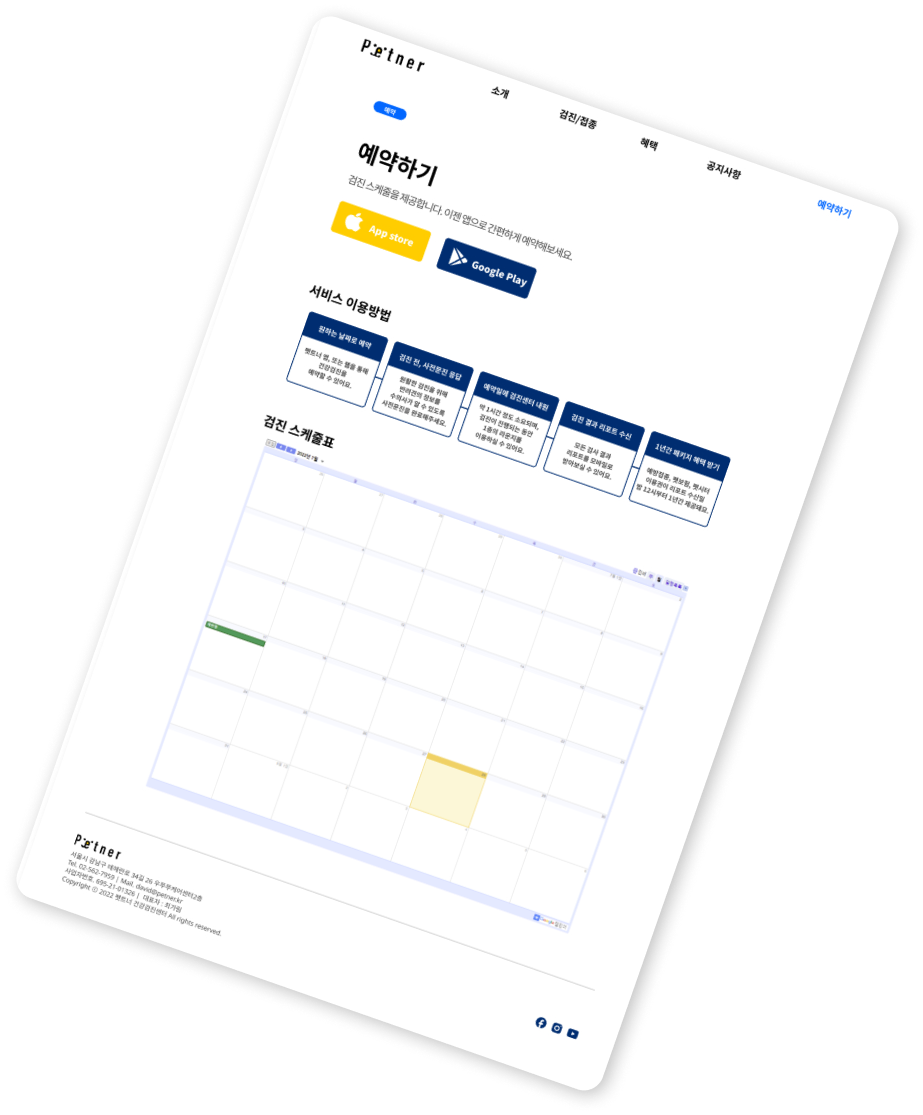 Petner
소개
검진/접종
혜택
공지사항
예약하기
예약
예약하기
검진 스케줄을 제공합니다. 이젠 앱으로 간편하게 예약해보세요.
App store
Google Play
서비스 이용방법
원하는 날짜로 예약
펫트너 앱, 또는 웹을 통해
건강검진을
예약할 수 있어요.
검진 전, 사전문진 응답
원활한 검진을 위해
반려견의 정보를
수의사가 알 수 있도록
사전문진을 완료해주세요.
예약일에 검진센터 내원
약 1시간 정도 소요되며,
검진이 진행되는 동안
1층의 라운지를
이용하실 수 있어요.
검진 결과 리포트 수신
모든 검사 결과
리포트를 모바일로
받아보실 수 있어요.
1년간 패키지 혜택 받기
예방접종, 펫보험, 펫시터
이용권이 리포트 수신일
밤 12시부터 1년간 제공돼요.
검진 스케줄표
2022년 7월
Petner
서울시 강남구 테헤란로 34길 26 우푸푸케어센터2층
Tel. 02-562-7959 | Mail. david@petner.kr
사업자번호. 695-21-01326 | 대표자 : 최가림
Copyright © 2022 펫트너 건강검진센터 All rights reserved.